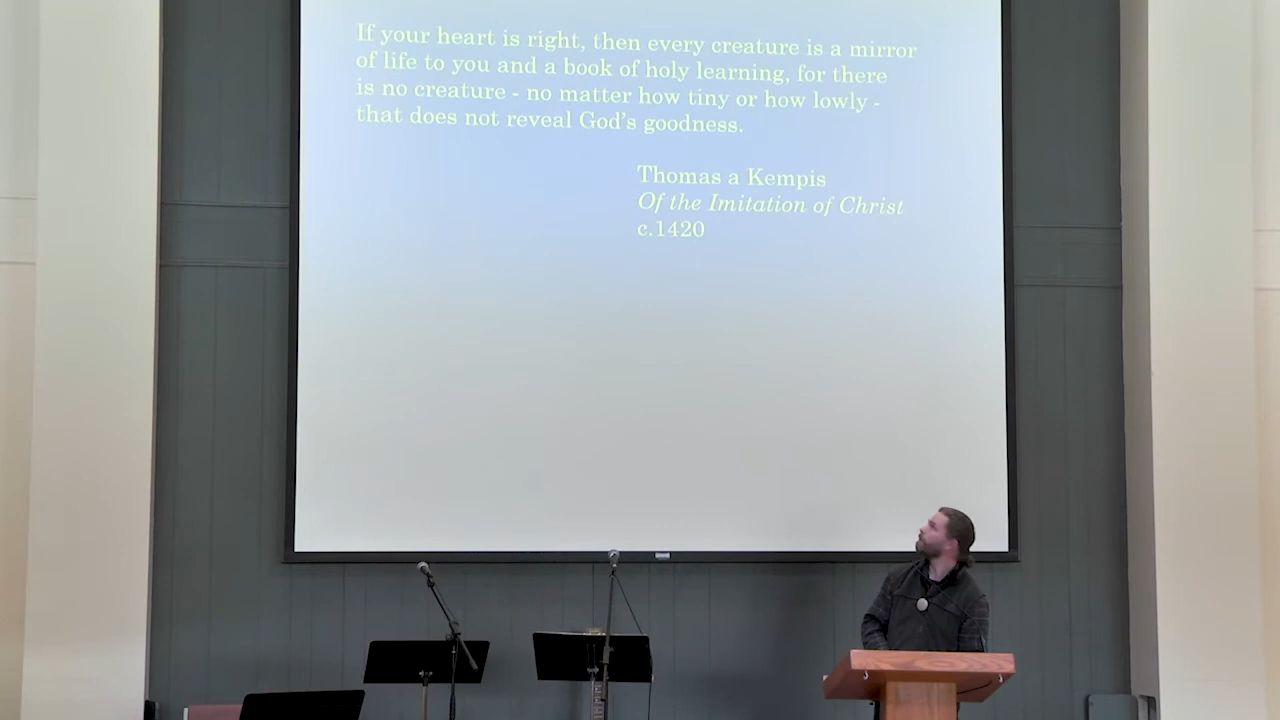 If your heart is right, then every creature is a mirror
of life to you and a book of holy learning, for there
is no creature - no matter how tiny or how lowly -
that does not reveal God's goodness.
Thomas a Kempis
Of the Imitation of Christ
c.1420